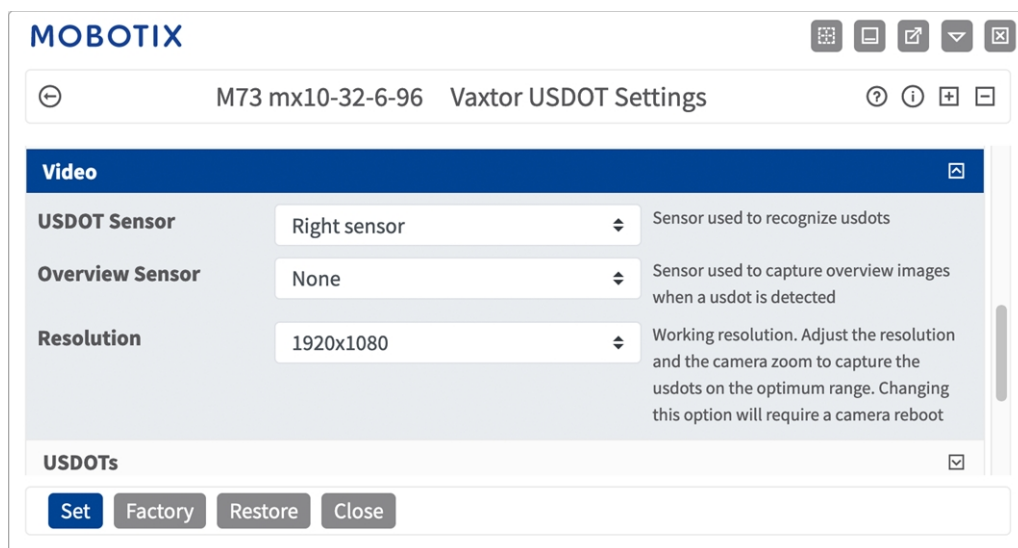 MOBOTIX
M73 mx10-32-6-96 Vaxtor USDOT Settings
Video
USDOT Sensor
Right sensor
Sensor used to recognize usdots
Overview Sensor
None
Sensor used to capture overview images
when a usdot is detected
Resolution
1920x1080
Working resolution. Adjust the resolution
and the camera zoom to capture the
usdots on the optimum range. Changing
this option will require a camera reboot
USDOTs
Set Factory Restore Close